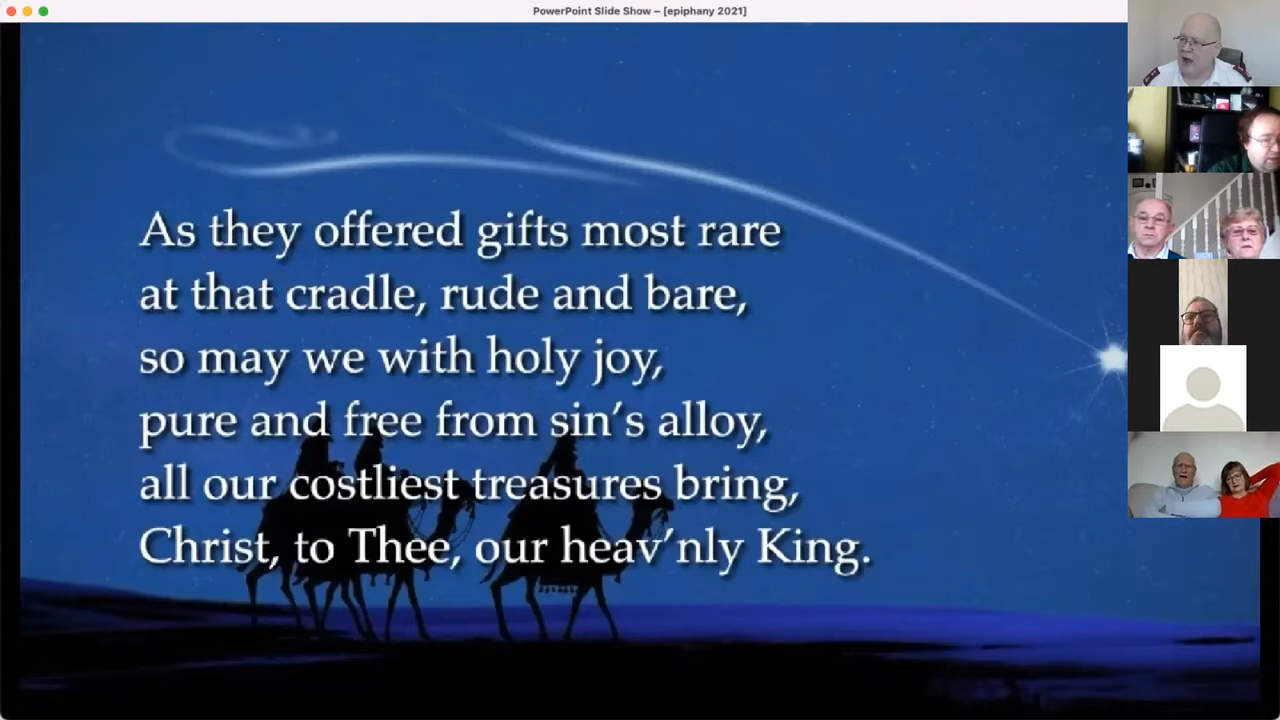 PowerPoint Slide Show – [epiphany 2021]
As they offered gifts most rare
at that cradle, rude and bare,
so may we with holy joy,
pure and free from sin’s alloy,
all our costliest treasures bring,
Christ, to Thee, our heav’nly King.